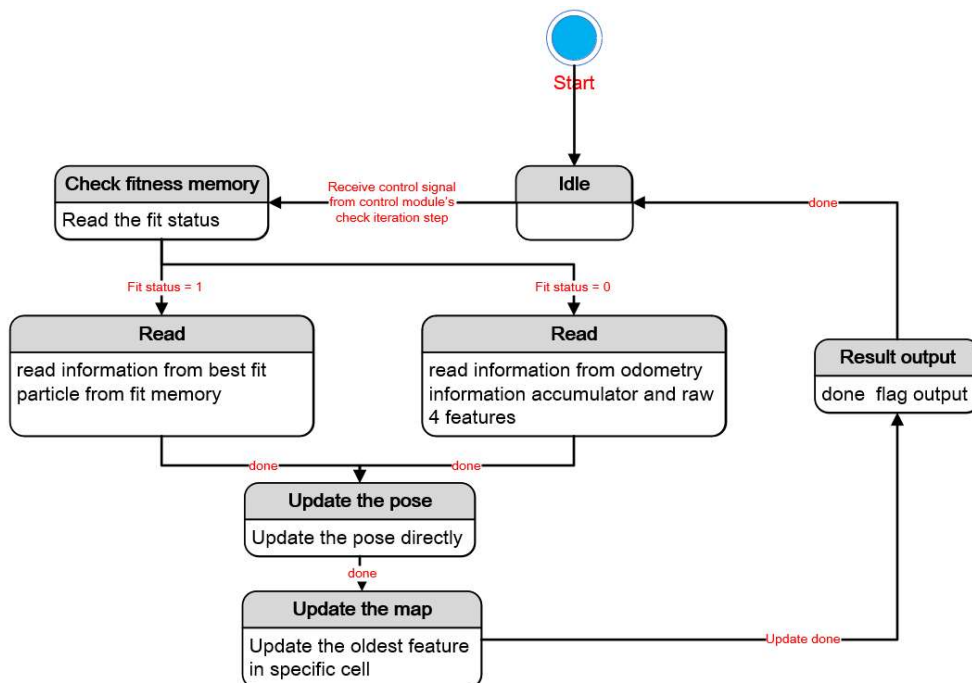 Start
Idle
Check fitness memory
Read the fit status
Receive control signal
from control module's
check iteration step
done
Fit status = 1
Fit status = 0
Read
read information from best fit
particle from fit memory
Read
read information from odometry
information accumulator and raw
4 features
Result output
done flag output
done
done
Update the pose
Update the pose directly
done
Update the map
Update the oldest feature
in specific cell
Update done